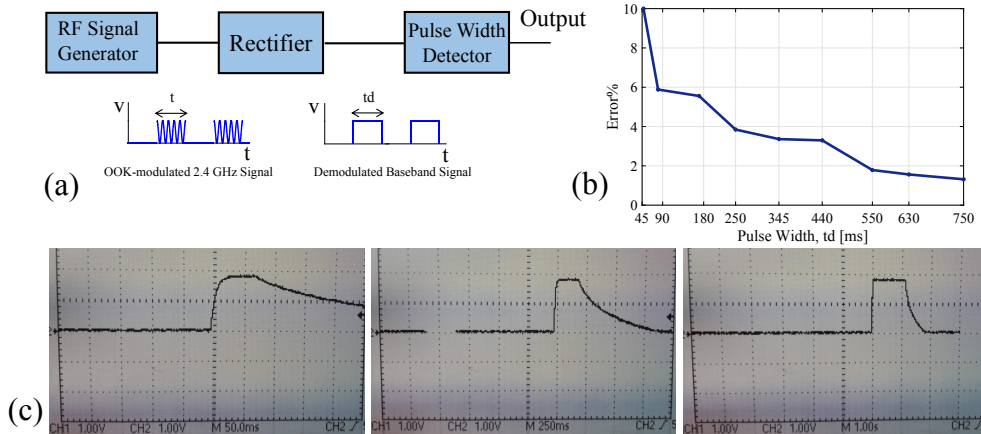 RF Signal
Generator
Rectifier
Pulse Width
Detector
Output
V
t
t
OOK-modulated 2.4 GHz Signal
V
td
t
Demodulated Baseband Signal
(a)
Error%
10
8
6
4
2
0
45 90 180 250 345 440 550 630 750
Pulse Width, td [ms]
(b)
CH1 1.00V CH2 1.00V M 50.0ms CH2
CH1 1.00V CH2 1.00V M 250ms CH2
CH1 1.00V CH2 1.00V M 1.00s CH2
(c)